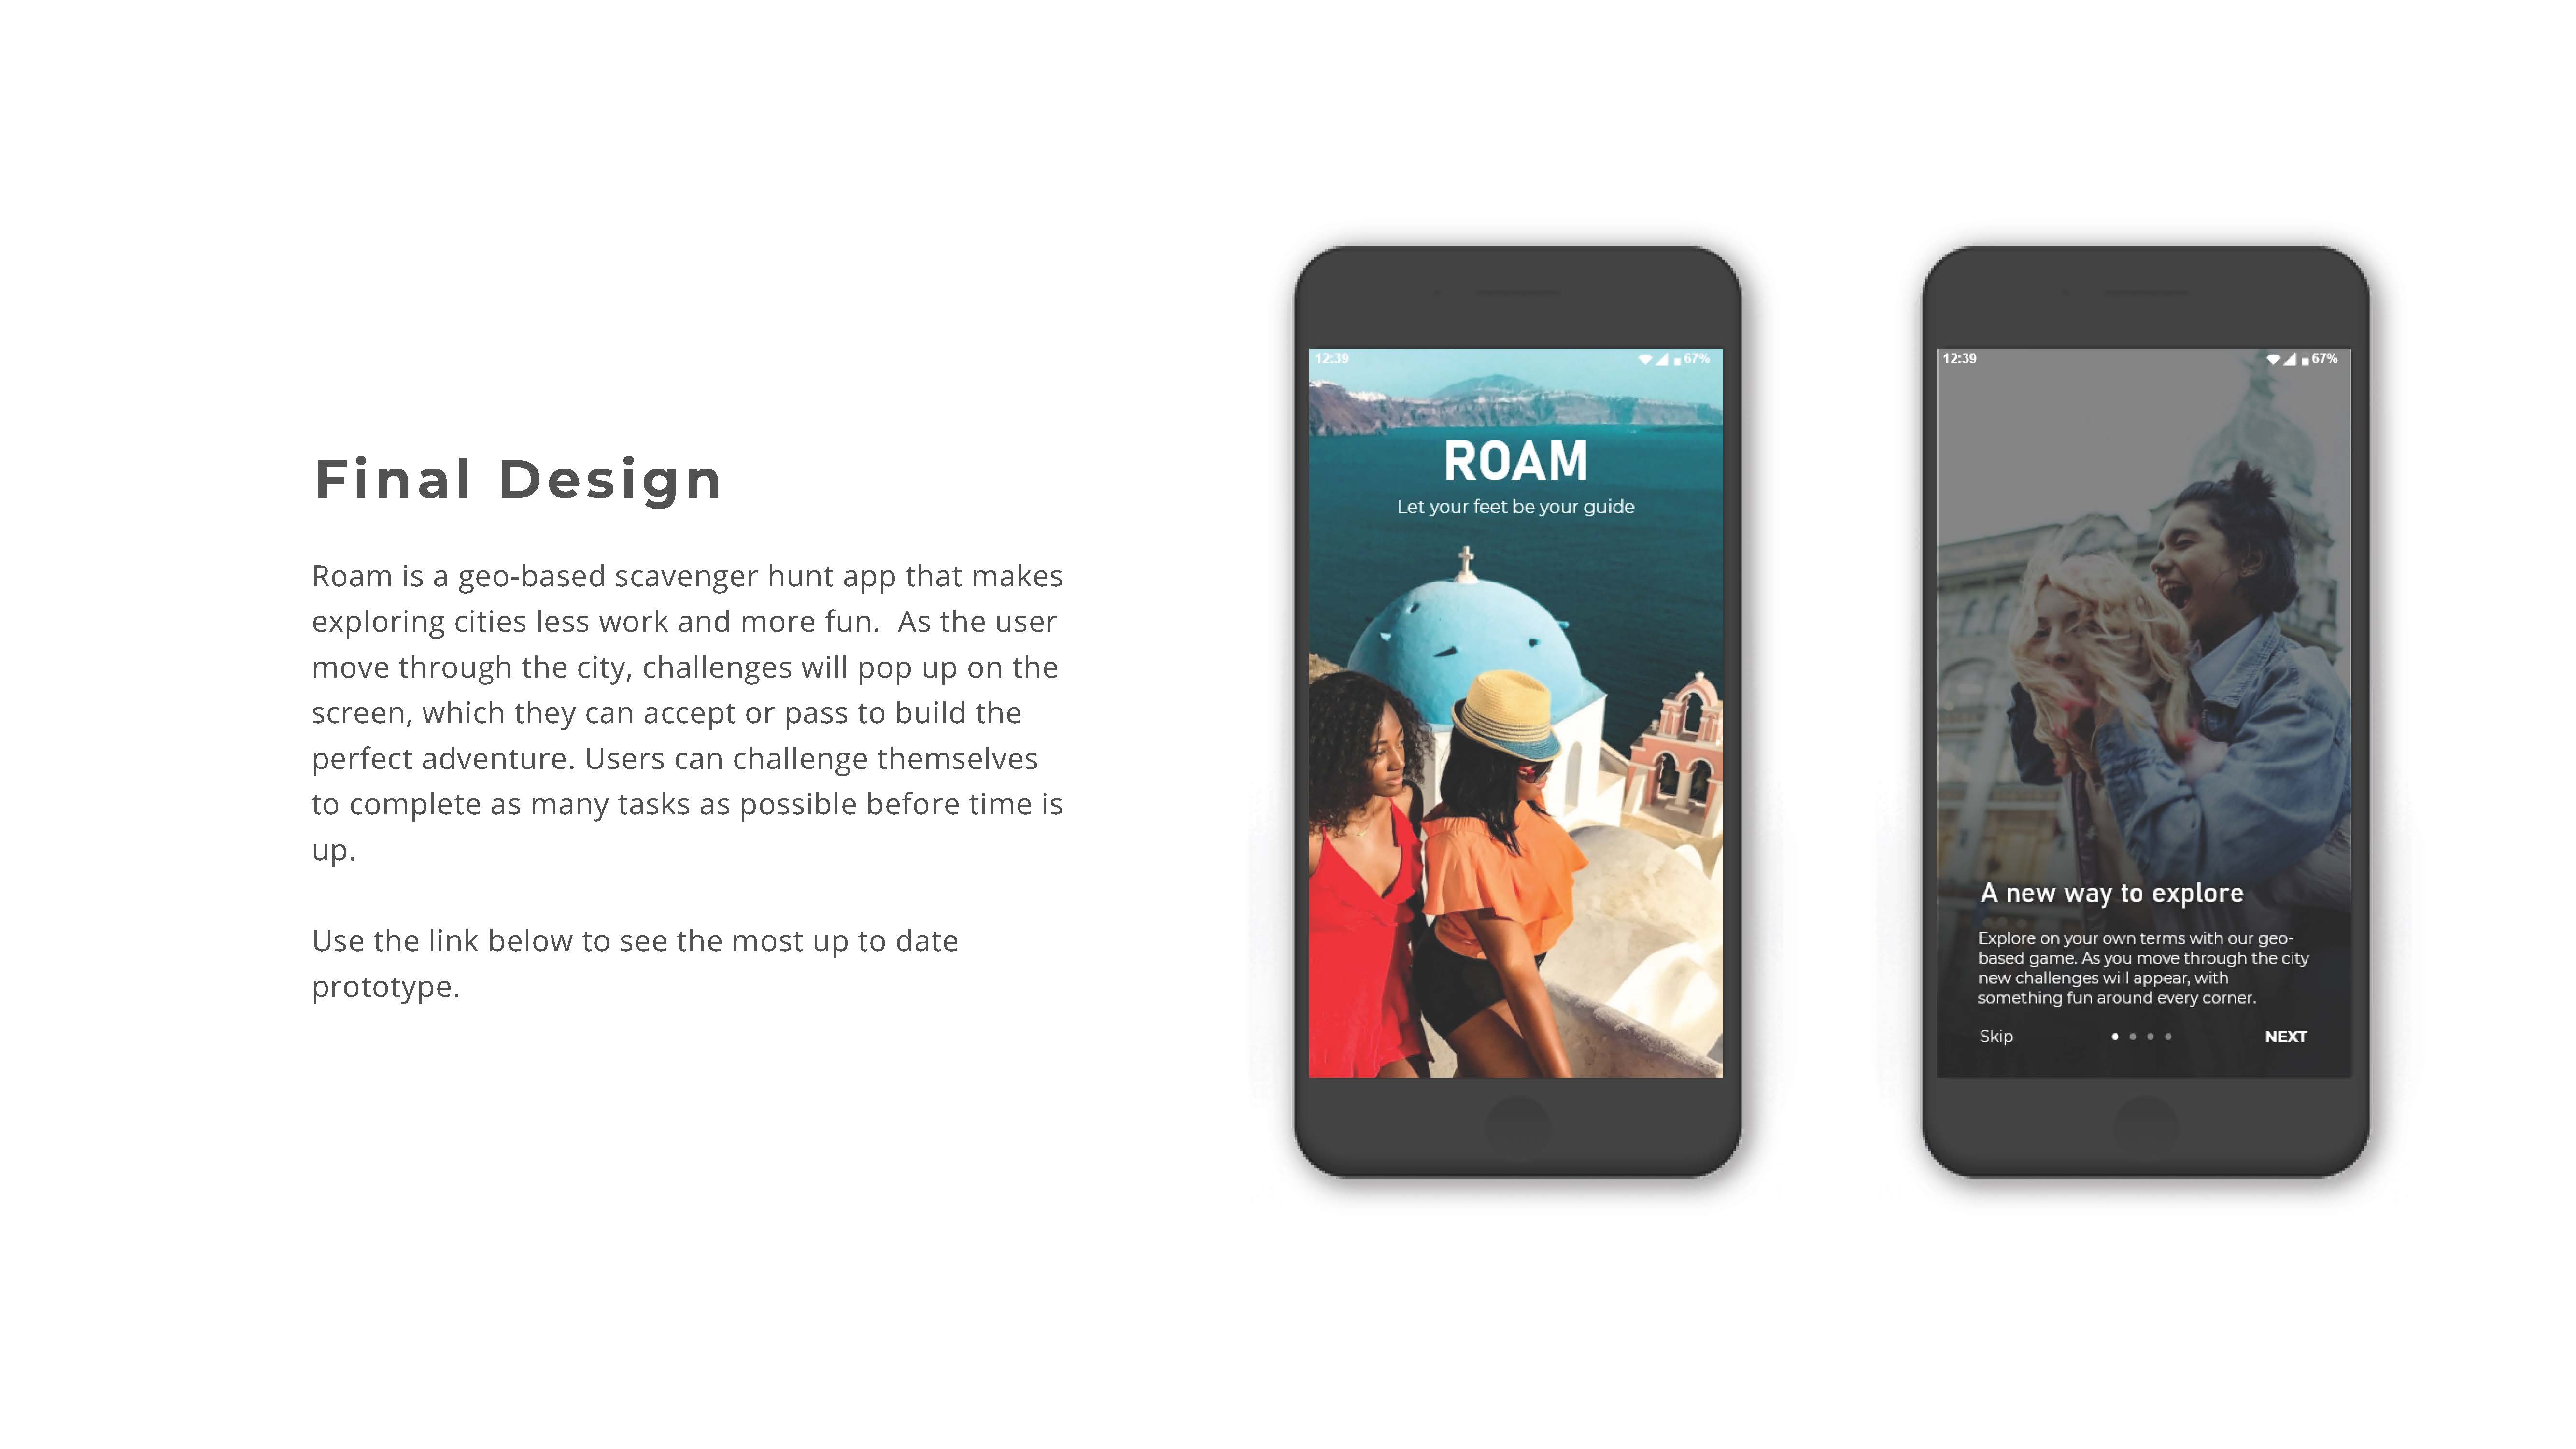 Final Design
Roam is a geo-based scavenger hunt app that makes
exploring cities less work and more fun.  As the user
move through the city, challenges will pop up on the
screen, which they can accept or pass to build the
perfect adventure. Users can challenge themselves
to complete as many tasks as possible before time is
up.
Use the link below to see the most up to date
prototype.
12:39 67%
ROAM
Let your feet be your guide
12:39 67%
A new way to explore
Explore on your own terms with our geo-
based game. As you move through the city
new challenges will appear, with
something fun around every corner.
Skip NEXT